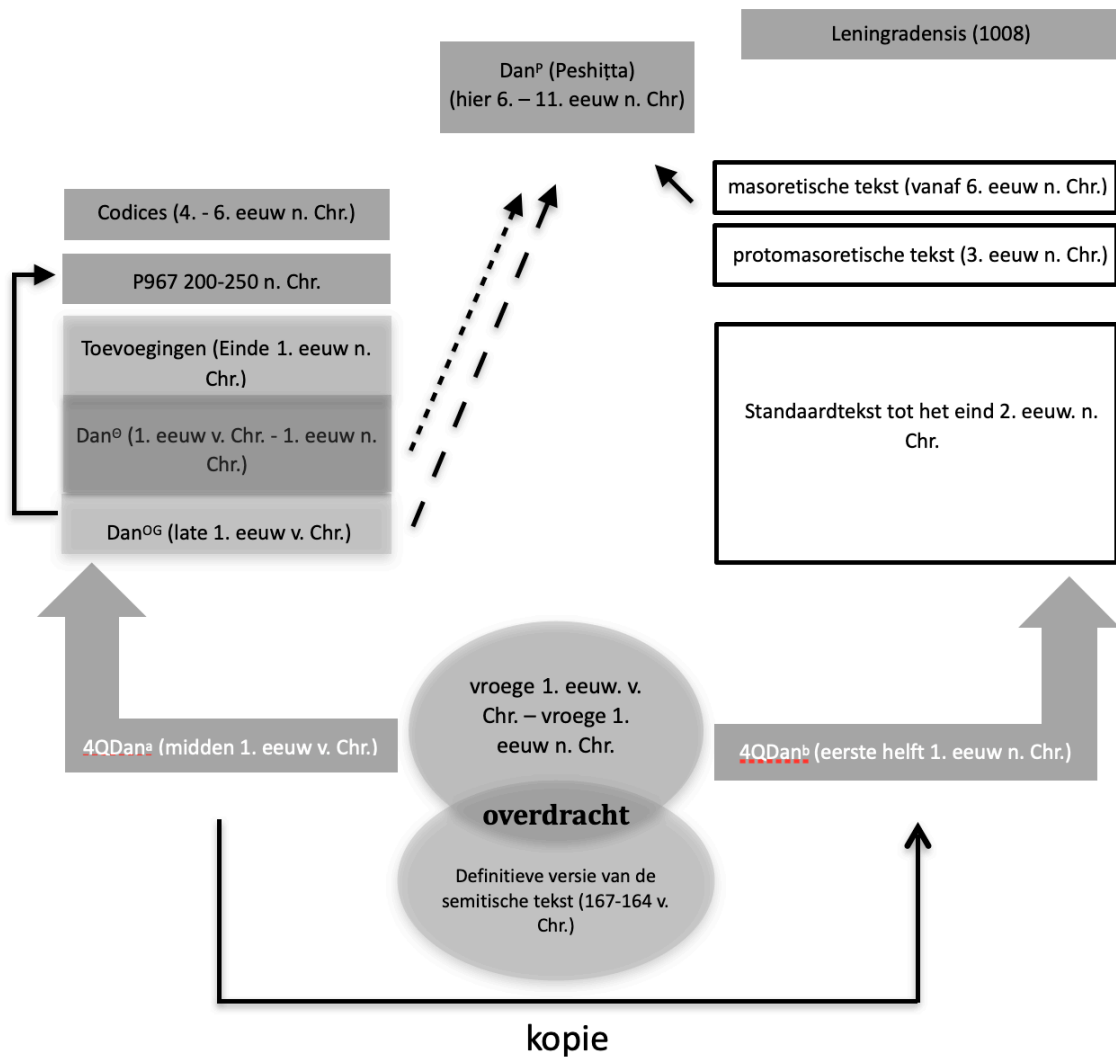 Leningradensis (1008)
Danᴾ (Peshiṭta)
(hier 6. – 11. eeuw n. Chr)
masoretische tekst (vanaf 6. eeuw n. Chr.)
Codices (4. - 6. eeuw n. Chr.)
protomasoretische tekst (3. eeuw n. Chr.)
P967 200-250 n. Chr.
Toevoegingen (Einde 1. eeuw n.
Chr.)
Danᶿ (1. eeuw v. Chr. - 1. eeuw n.
Chr.)
Standaardtekst tot het eind 2. eeuw. n.
Chr.
Danᴼᴳ (late 1. eeuw v. Chr.)
vroege 1. eeuw. v.
Chr. – vroege 1.
eeuw n. Chr.
4QDanᵃ (midden 1. eeuw v. Chr.)
4QDanᵇ (eerste helft 1. eeuw n. Chr.)
overdracht
Definitieve versie van de
semitische tekst (167-164 v.
Chr.)
kopie